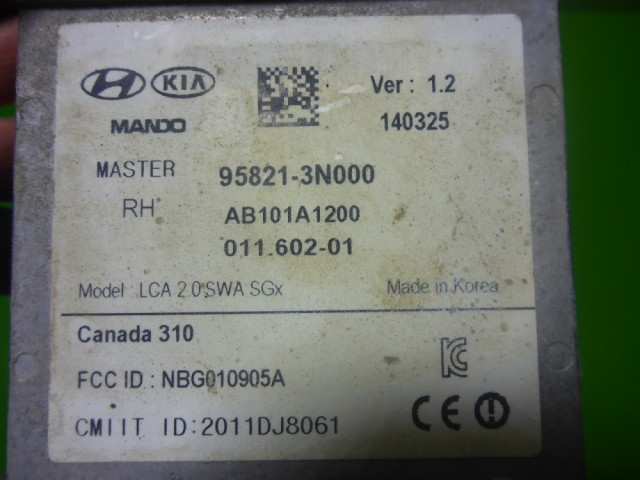 KIA Ver : 1.2
MANDO 140325
MASTER 95821-3N000
RH AB101A1200
011.602-01
Model : LCA 2.0 SWA SGx Made in Korea
Canada 310
FCC ID : NBG010905A
CMIIT ID:2011DJ8061
CE